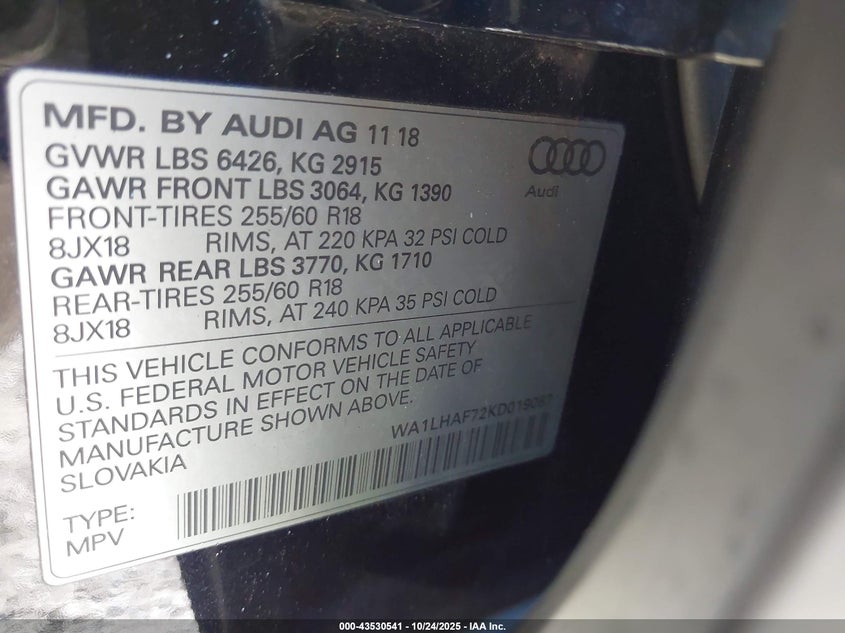 MFD. BY AUDI AG 11 18
GVWR LBS 6426, KG 2915
GAWR FRONT LBS 3064, KG 1390
FRONT-TIRES 255/60 R18
8JX18 RIMS, AT 220 KPA 32 PSI COLD
GAWR REAR LBS 3770, KG 1710
REAR-TIRES 255/60 R18
8JX18 RIMS, AT 240 KPA 35 PSI COLD
Audi
THIS VEHICLE CONFORMS TO ALL APPLICABLE
U.S. FEDERAL MOTOR VEHICLE SAFETY
STANDARDS IN EFFECT ON THE DATE OF
MANUFACTURE SHOWN ABOVE.
WA1LHAF72KD019087
SLOVAKIA
TYPE:
MPV
000-43530541 - 10/24/2025 - IAA Inc.